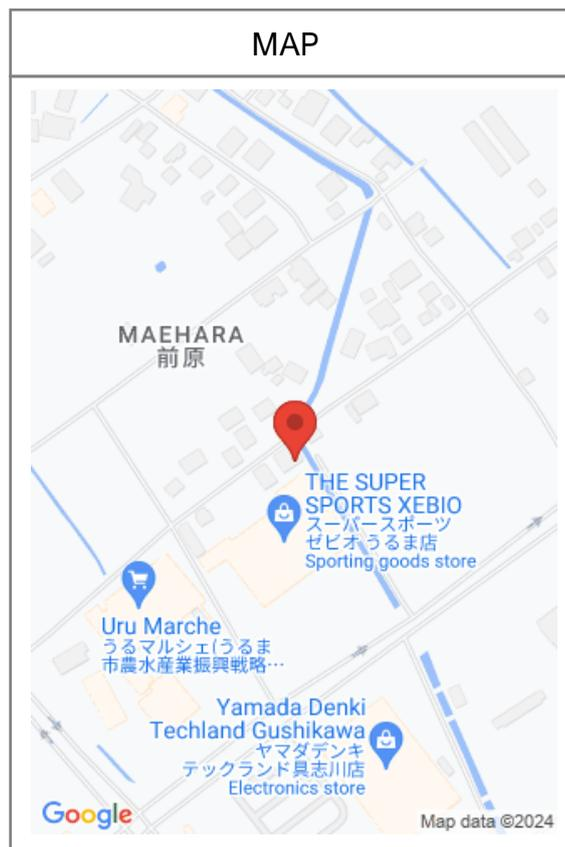 MAP
MAEHARA
前原
THE SUPER
SPORTS XEBIO
スーパースポーツ
ゼビオ うるま店
Sporting goods store
Uru Marche
うるマルシェ(うるま
市農水産業振興戦略…
Yamada Denki
Techland Gushikawa
ヤマダデンキ
テックランド具志川店
Electronics store
Google
Map data ©2024